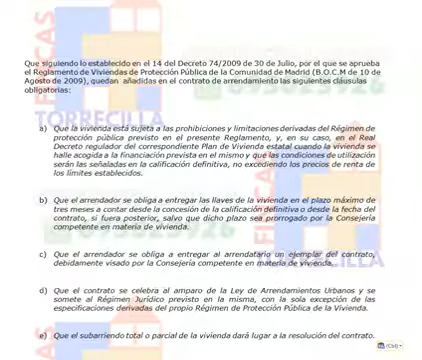 Que siguiendo lo establecido en el 14 del Decreto 74/2009 de 30 de Julio, por el que se aprueba
el Reglamento de Viviendas de Protección Pública de la Comunidad de Madrid (B.O.C.M de 10 de
Agosto de 2009), quedan añadidas en el contrato de arrendamiento las siguientes cláusulas
obligatorias:
TORRECILLA
a) Que la vivienda está sujeta a las prohibiciones y limitaciones derivadas del Régimen de
protección pública previsto en el presente Reglamento, y, en su caso, en el Real
Decreto regulador del correspondiente Plan de Vivienda estatal cuando la vivienda se
halle acogida a la financiación prevista en el mismo y que las condiciones de utilización
serán las señaladas en la calificación definitiva, no excediendo los precios de renta de
los límites establecidos.
b) Que el arrendador se obliga a entregar las llaves de la vivienda en el plazo máximo de
tres meses a contar desde la concesión de la calificación definitiva o desde la fecha del
contrato, si fuera posterior, salvo que dicho plazo sea prorrogado por la Consejería
competente en materia de vivienda.
c) Que el arrendador se obliga a entregar al arrendatario un ejemplar del contrato,
debidamente visado por la Consejería competente en materia de vivienda.
d) Que el contrato se celebra al amparo de la Ley de Arrendamientos Urbanos y se
somete al Régimen Jurídico previsto en la misma, con la sola excepción de las
especificaciones derivadas del propio Régimen de Protección Pública de la Vivienda.
e) Que el subarriendo total o parcial de la vivienda dará lugar a la resolución del contrato.
FINCAS
(Ctrl)